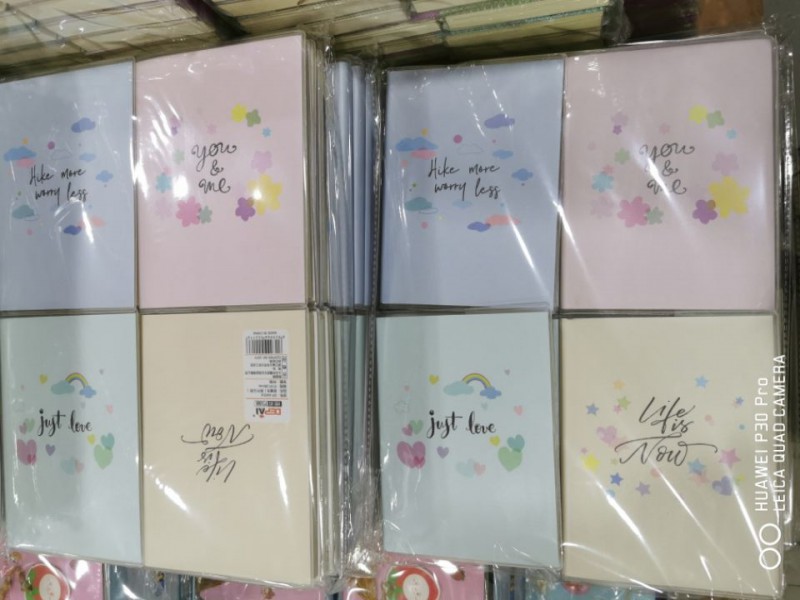 Hike more
worry less
you
&
me
Hike more
worry less
you
&
me
just love
DEPAI
Life
is
Now
just love
Life
is
Now
HUAWEI P30 Pro
LEICA QUAD CAMERA